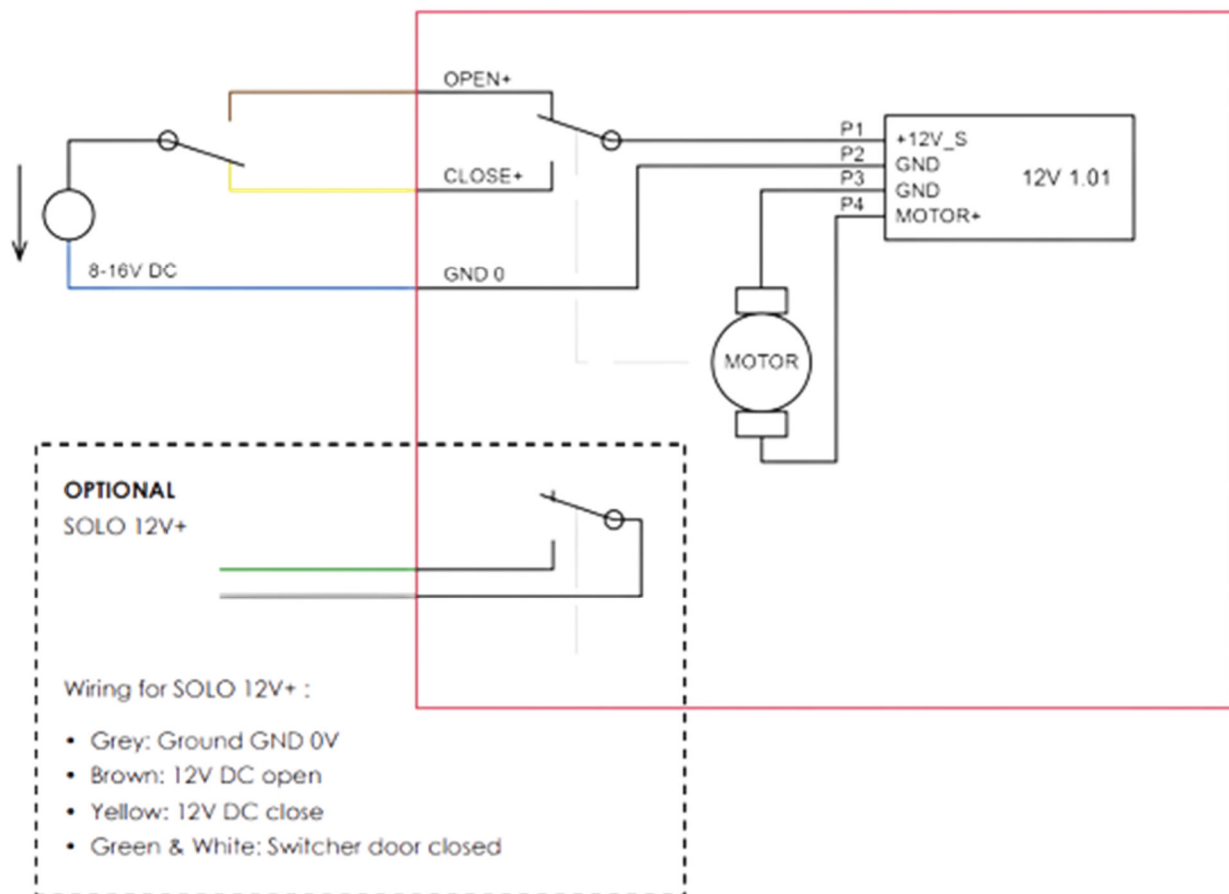 OPEN+
CLOSE+
8-16V DC
GND 0
P1
P2
P3
P4
+12V_S
GND
GND
MOTOR+
12V 1.01
MOTOR
OPTIONAL
SOLO 12V+
Wiring for SOLO 12V+ :
• Grey: Ground GND 0V
• Brown: 12V DC open
• Yellow: 12V DC close
• Green & White: Switcher door closed